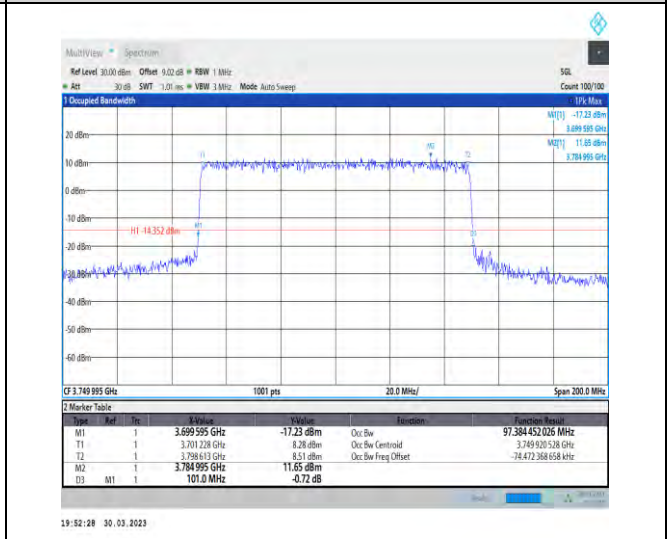 MultiView Spectrum
Ref Level 30.00 dBm Offset 9.02 dB RBW 1 MHz SGL
Att 30 dB SWT 1.01 ms VBW 3 MHz Mode Auto Sweep Count 100/100
1 Occupied Bandwidth 1Pk Max
M1[1] -17.23 dBm
3.699 595 GHz
M2[1] 11.65 dBm
3.784 995 GHz
20 dBm
M2
T1 T2
10 dBm
0 dBm
-10 dBm
M1
H1 -14.352 dBm
D3
-20 dBm
-30 dBm
-40 dBm
-50 dBm
-60 dBm
CF 3.749 995 GHz 1001 pts 20.0 MHz/ Span 200.0 MHz
2 Marker Table
Type Ref Trc X-Value Y-Value Function Function Result
M1 1 3.699 595 GHz -17.23 dBm Occ Bw 97.384 452 026 MHz
T1 1 3.701 228 GHz 8.28 dBm Occ Bw Centroid 3.749 920 528 GHz
T2 1 3.798 613 GHz 8.51 dBm Occ Bw Freq Offset -74.472 368 658 kHz
M2 1 3.784 995 GHz 11.65 dBm
D3 M1 1 101.0 MHz -0.72 dB
19:52:28 30.03.2023